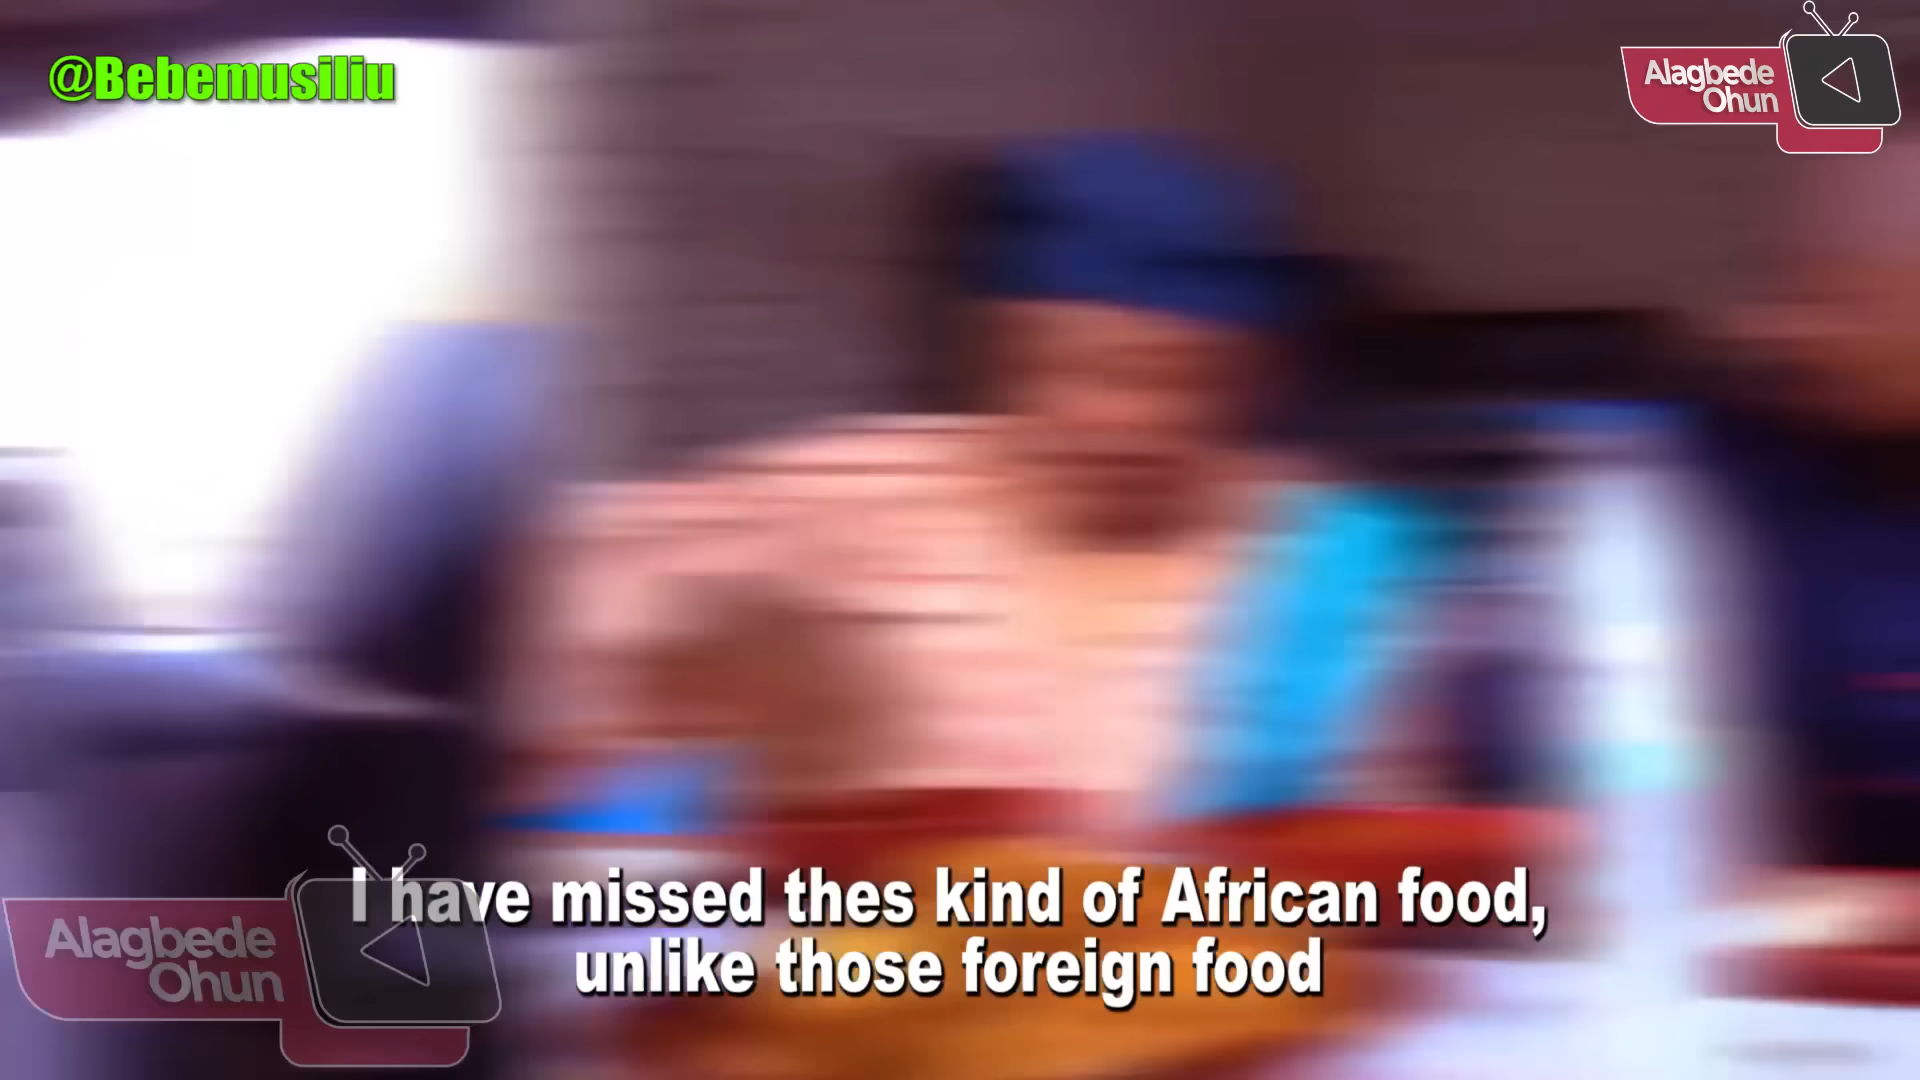 @Bebemusiliu
Alagbede
Ohun
I have missed thes kind of African food,
unlike those foreign food
Alagbede
Ohun